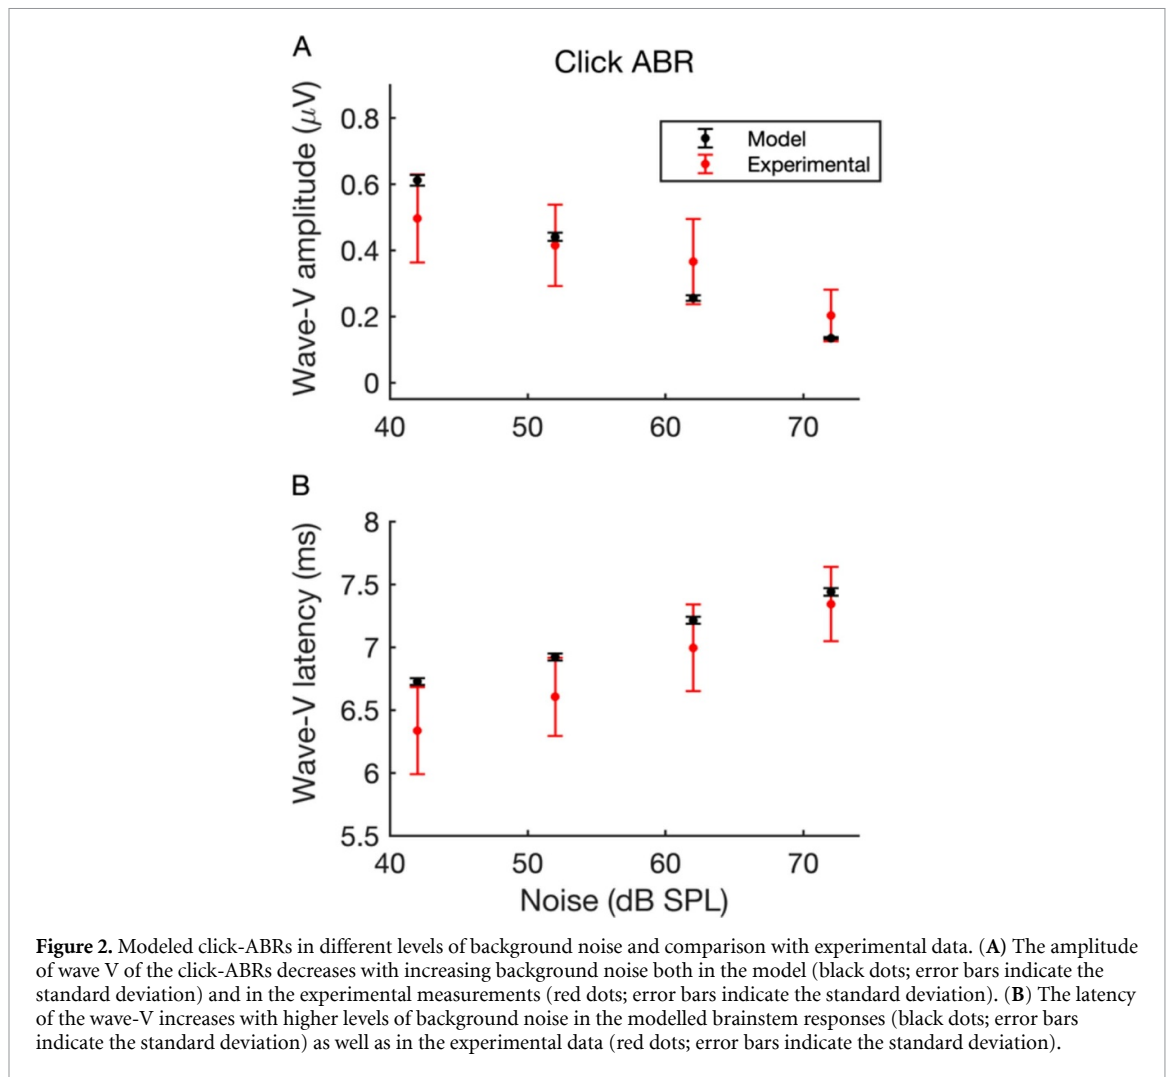 A
Click ABR
Wave-V amplitude (μV)
0.8
0.6
0.4
0.2
0
40 50 60 70
Model
Experimental
B
Wave-V latency (ms)
8
7.5
7
6.5
6
5.5
40 50 60 70
Noise (dB SPL)
Figure 2. Modeled click-ABRs in different levels of background noise and comparison with experimental data. (A) The amplitude
of wave V of the click-ABRs decreases with increasing background noise both in the model (black dots; error bars indicate the
standard deviation) and in the experimental measurements (red dots; error bars indicate the standard deviation). (B) The latency
of the wave-V increases with higher levels of background noise in the modelled brainstem responses (black dots; error bars
indicate the standard deviation) as well as in the experimental data (red dots; error bars indicate the standard deviation).